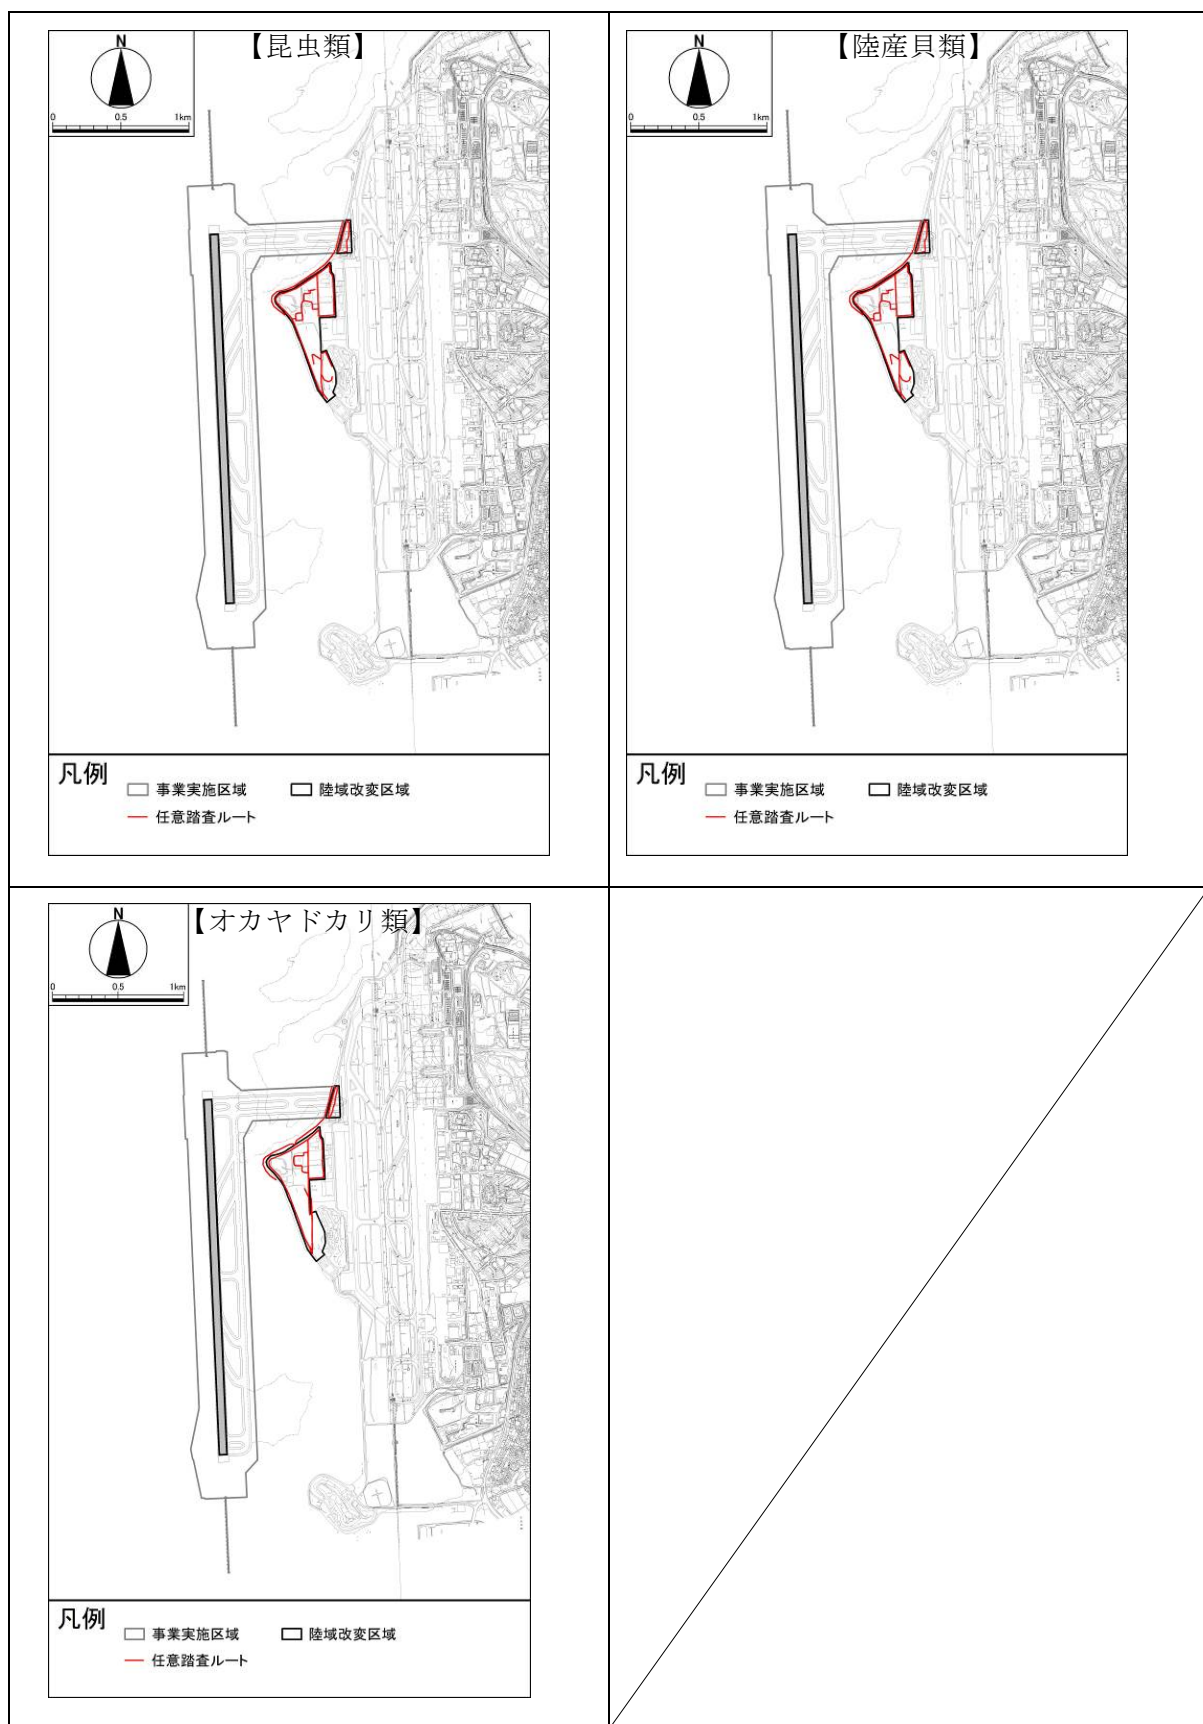 【昆虫類】
N
0 0.5 1km
凡例
事業実施区域 陸域改変区域
任意踏査ルート
【陸産貝類】
N
0 0.5 1km
凡例
事業実施区域 陸域改変区域
任意踏査ルート
【オカヤドカリ類】
N
0 0.5 1km
凡例
事業実施区域 陸域改変区域
任意踏査ルート